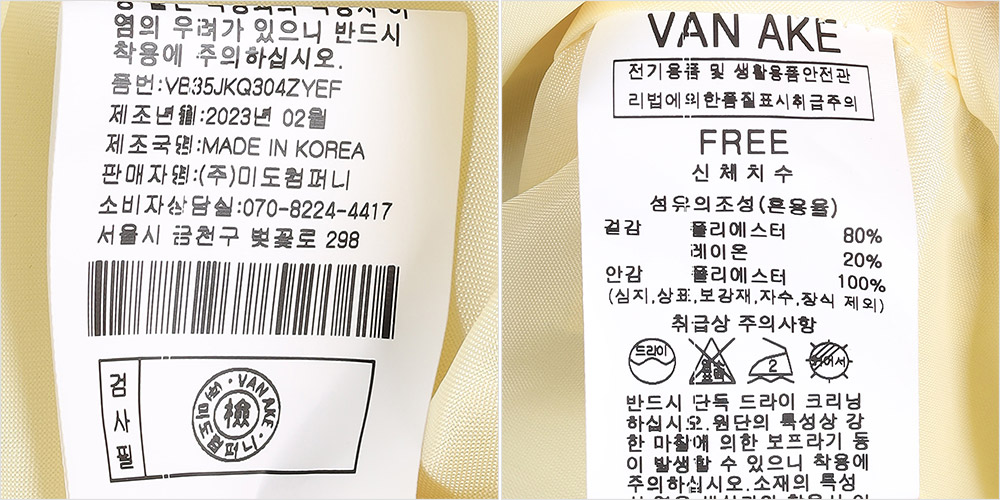 염의 우려가 있으니 반드시
착용에 주의하십시오.
품번:VB35JKQ304ZYEF
제조년월:2023년 02월
제조국명:MADE IN KOREA
판매자명:(주)미도컴퍼니
소비자상담실:070-8224-4417
서울시 금천구 벚꽃로 298
검사필
VAN AKE · (주)미도컴퍼니 ·
檢
VAN AKE
전기용품 및 생활용품안전관
리법에의한품질표시취급주의
FREE
신체치수
섬유의조성(혼용율)
겉감 폴리에스터 80%
레이온 20%
안감 폴리에스터 100%
(심지,상표,보강재,자수,장식 제외)
취급상 주의사항
드라이
2
반드시 단독 드라이 크리닝
하십시오.원단의 특성상 강
한 마찰에 의한 보프라기 등
이 발생할 수 있으니 착용에
주의하십시오.소재의 특성